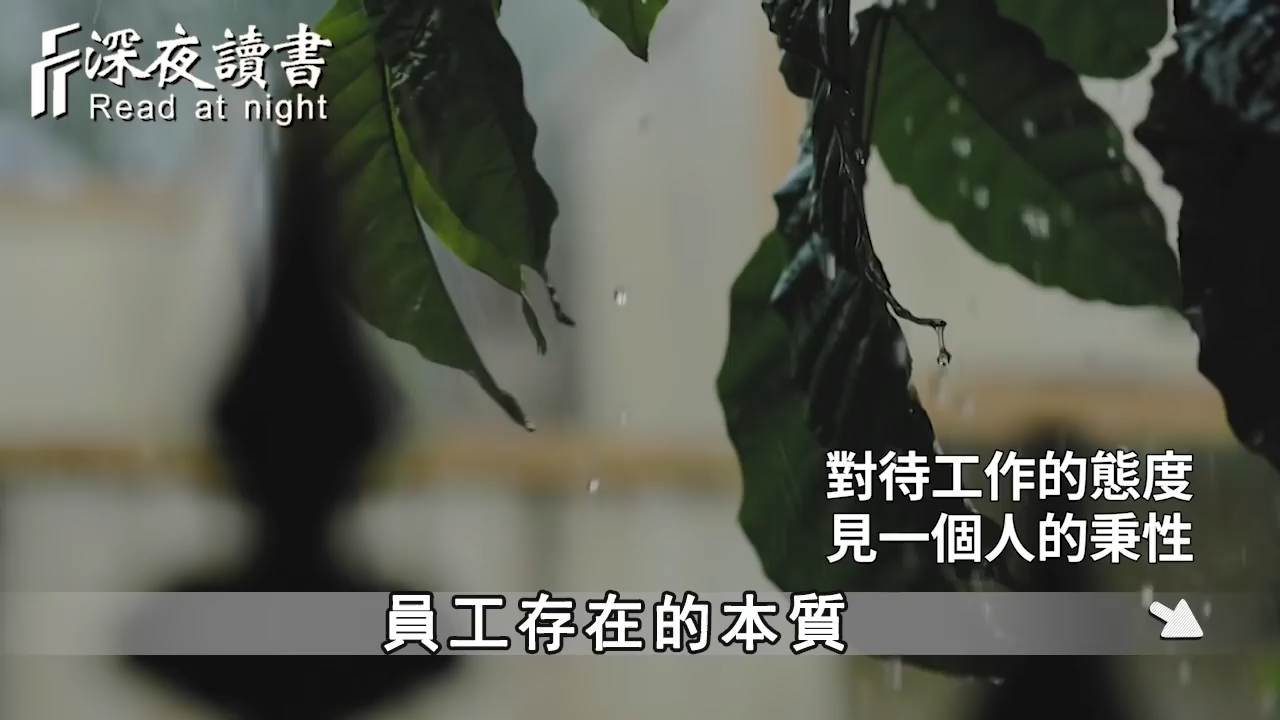 深夜讀書
Read at night
對待工作的態度
見一個人的秉性
員工存在的本質